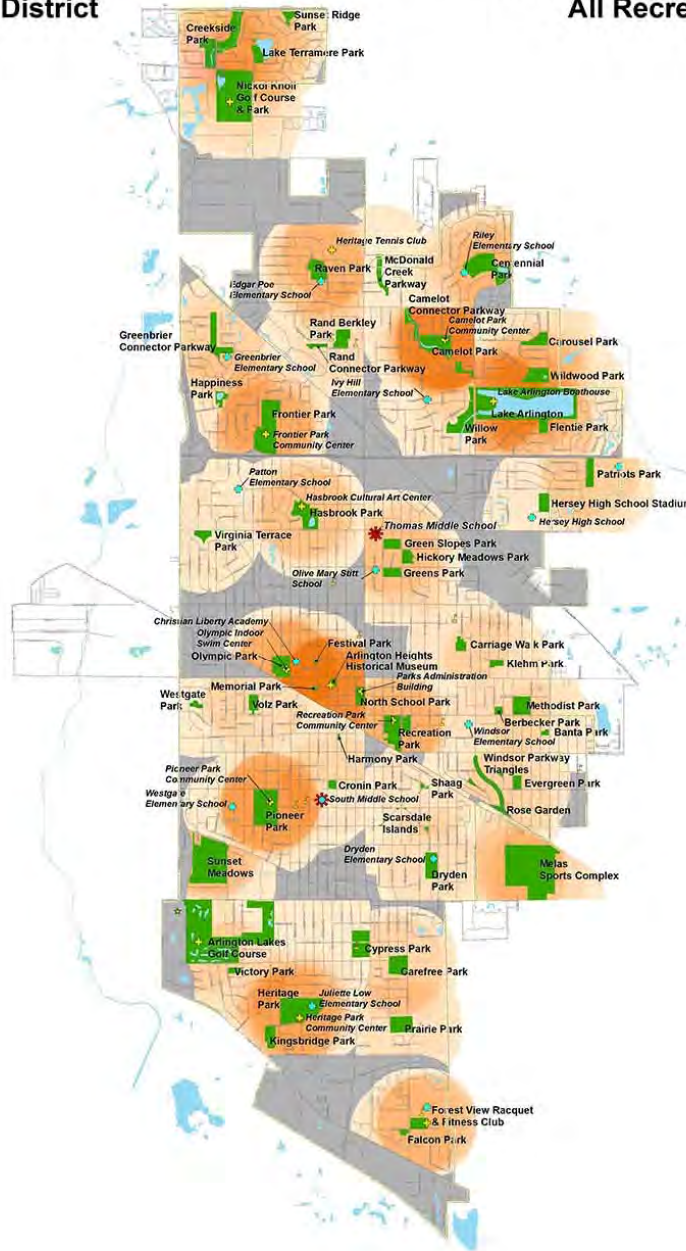 District
All Recre
Creekside
Park
Sunset Ridge
Park
Lake Terramere Park
Nickol Knoll
Golf Course
& Park
Heritage Tennis Club
Raven Park
Edgar Poe
Elementary School
McDonald
Creek
Parkway
Riley
Elementary School
Centennial
Park
Camelot
Connector Parkway
Camelot Park
Community Center
Camelot Park
Carousel Park
Rand Berkley
Park
Rand
Connector Parkway
Greenbrier
Connector Parkway
Greenbrier
Elementary School
Ivy Hill
Elementary School
Wildwood Park
Happiness
Park
Lake Arlington Boathouse
Lake Arlington
Frontier Park
Frontier Park
Community Center
Willow
Park
Flentie Park
Patton
Elementary School
Patriots Park
Hasbrook Cultural Art Center
Hasbrook Park
Hersey High School Stadium
Hersey High School
Thomas Middle School
Virginia Terrace
Park
Green Slopes Park
Hickory Meadows Park
Olive Mary Stitt
School
Greens Park
Christian Liberty Academy
Olympic Indoor
Swim Center
Olympic Park
Festival Park
Arlington Heights
Historical Museum
Carriage Walk Park
Klehm Park
Parks Administration
Building
Memorial Park
North School Park
Westgate
Park
Volz Park
Methodist Park
Recreation Park
Community Center
Recreation
Park
Berbecker Park
Windsor
Elementary School
Banta Park
Harmony Park
Windsor Parkway
Triangles
Pioneer Park
Community Center
Cronin Park
Shaag
Park
Evergreen Park
Westgate
Elementary School
South Middle School
Pioneer
Park
Rose Garden
Scarsdale
Islands
Dryden
Elementary School
Dryden
Park
Sunset
Meadows
Melas
Sports Complex
Arlington Lakes
Golf Course
Cypress Park
Victory Park
Carefree Park
Heritage
Park
Juliette Low
Elementary School
Heritage Park
Community Center
Prairie Park
Kingsbridge Park
Forest View Racquet
& Fitness Club
Falcon Park